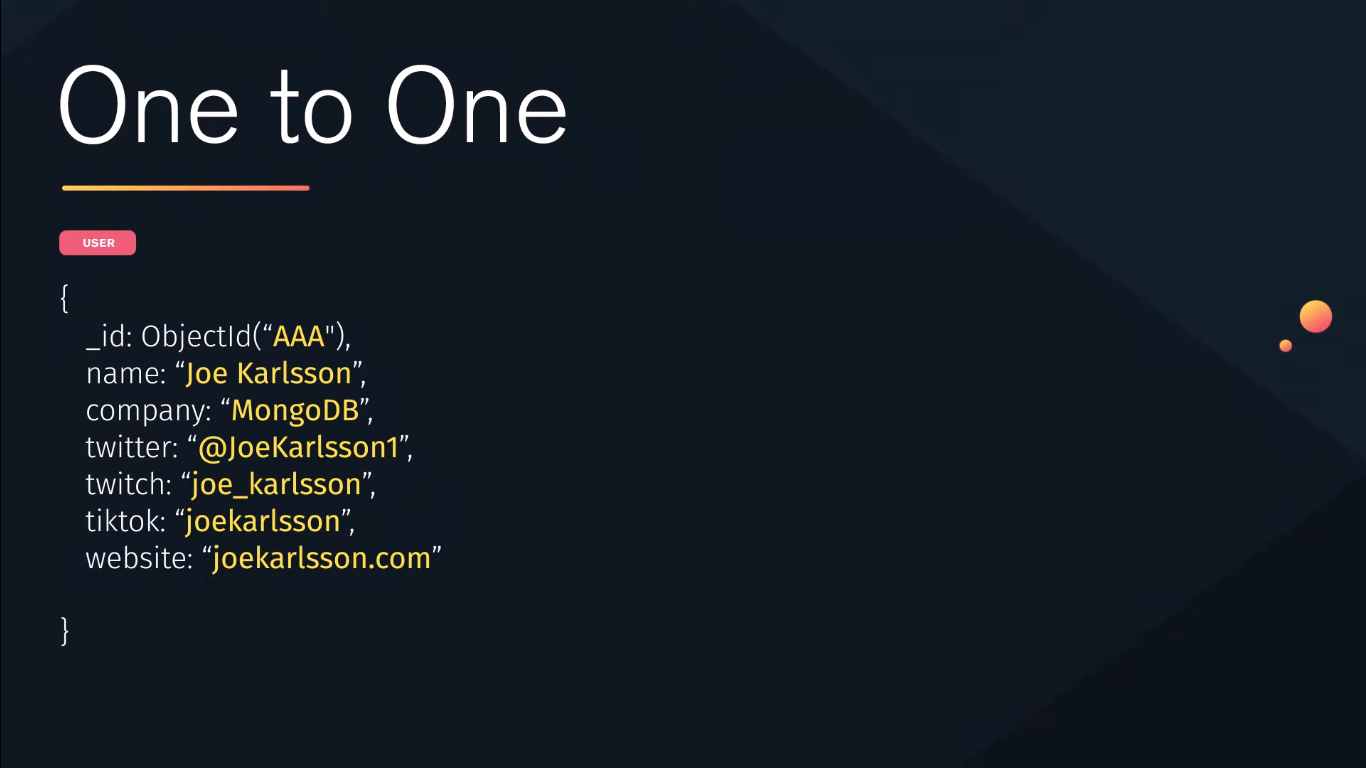 One to One
USER
{
_id: ObjectId(“AAA"),
name: “Joe Karlsson”,
company: “MongoDB”,
twitter: “@JoeKarlsson1”,
twitch: “joe_karlsson”,
tiktok: “joekarlsson”,
website: “joekarlsson.com”
}